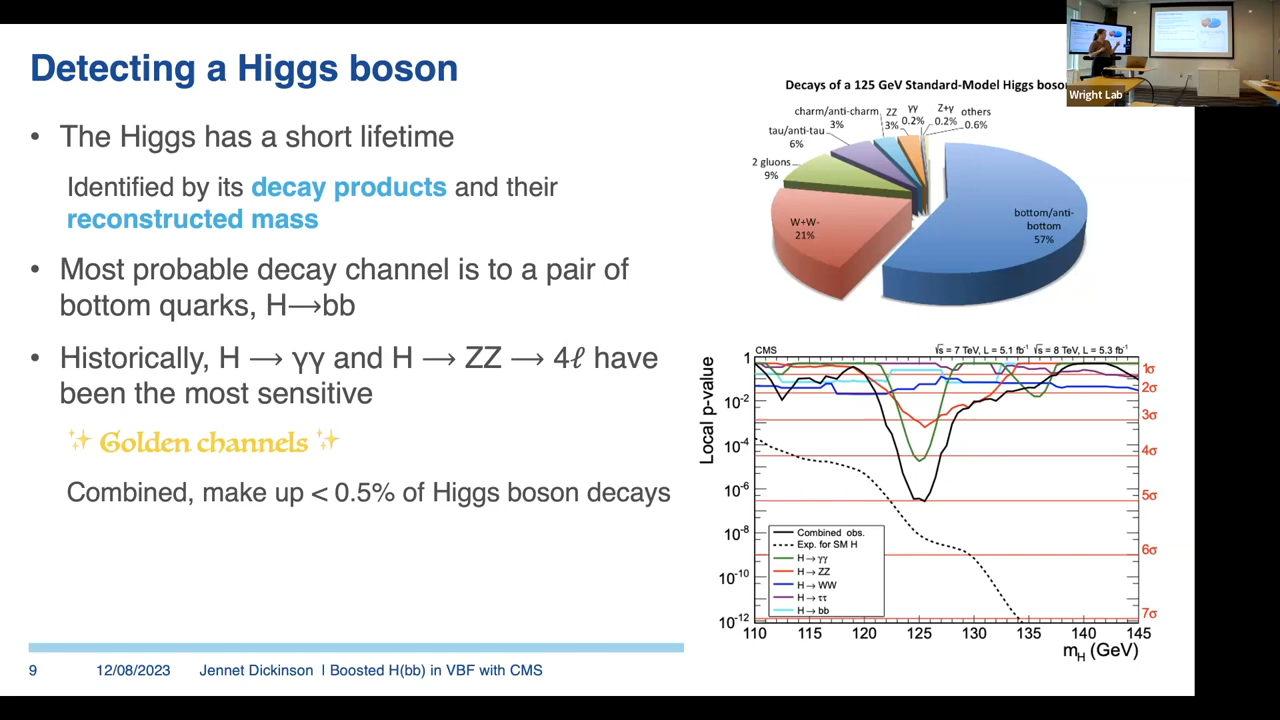 Detecting a Higgs boson
• The Higgs has a short lifetime
Identified by its decay products and their
reconstructed mass
• Most probable decay channel is to a pair of
bottom quarks, H⟶bb
• Historically, H ⟶ γγ and H ⟶ ZZ ⟶ 4ℓ have
been the most sensitive
✨ Golden channels ✨
Combined, make up < 0.5% of Higgs boson decays
9 12/08/2023 Jennet Dickinson | Boosted H(bb) in VBF with CMS
Wright Lab
Decays of a 125 GeV Standard-Model Higgs boson
charm/anti-charm
3%
ZZ
3%
γγ
0.2%
Z+γ
0.2%
others
0.6%
tau/anti-tau
6%
2 gluons
9%
W+W-
21%
bottom/anti-
bottom
57%
CMS √s = 7 TeV, L = 5.1 fb⁻¹ √s = 8 TeV, L = 5.3 fb⁻¹
Local p-value
1
10⁻²
10⁻⁴
10⁻⁶
10⁻⁸
10⁻¹⁰
10⁻¹²
1σ
2σ
3σ
4σ
5σ
6σ
7σ
Combined obs.
Exp. for SM H
H → γγ
H → ZZ
H → WW
H → ττ
H → bb
110 115 120 125 130 135 140 145
mH (GeV)